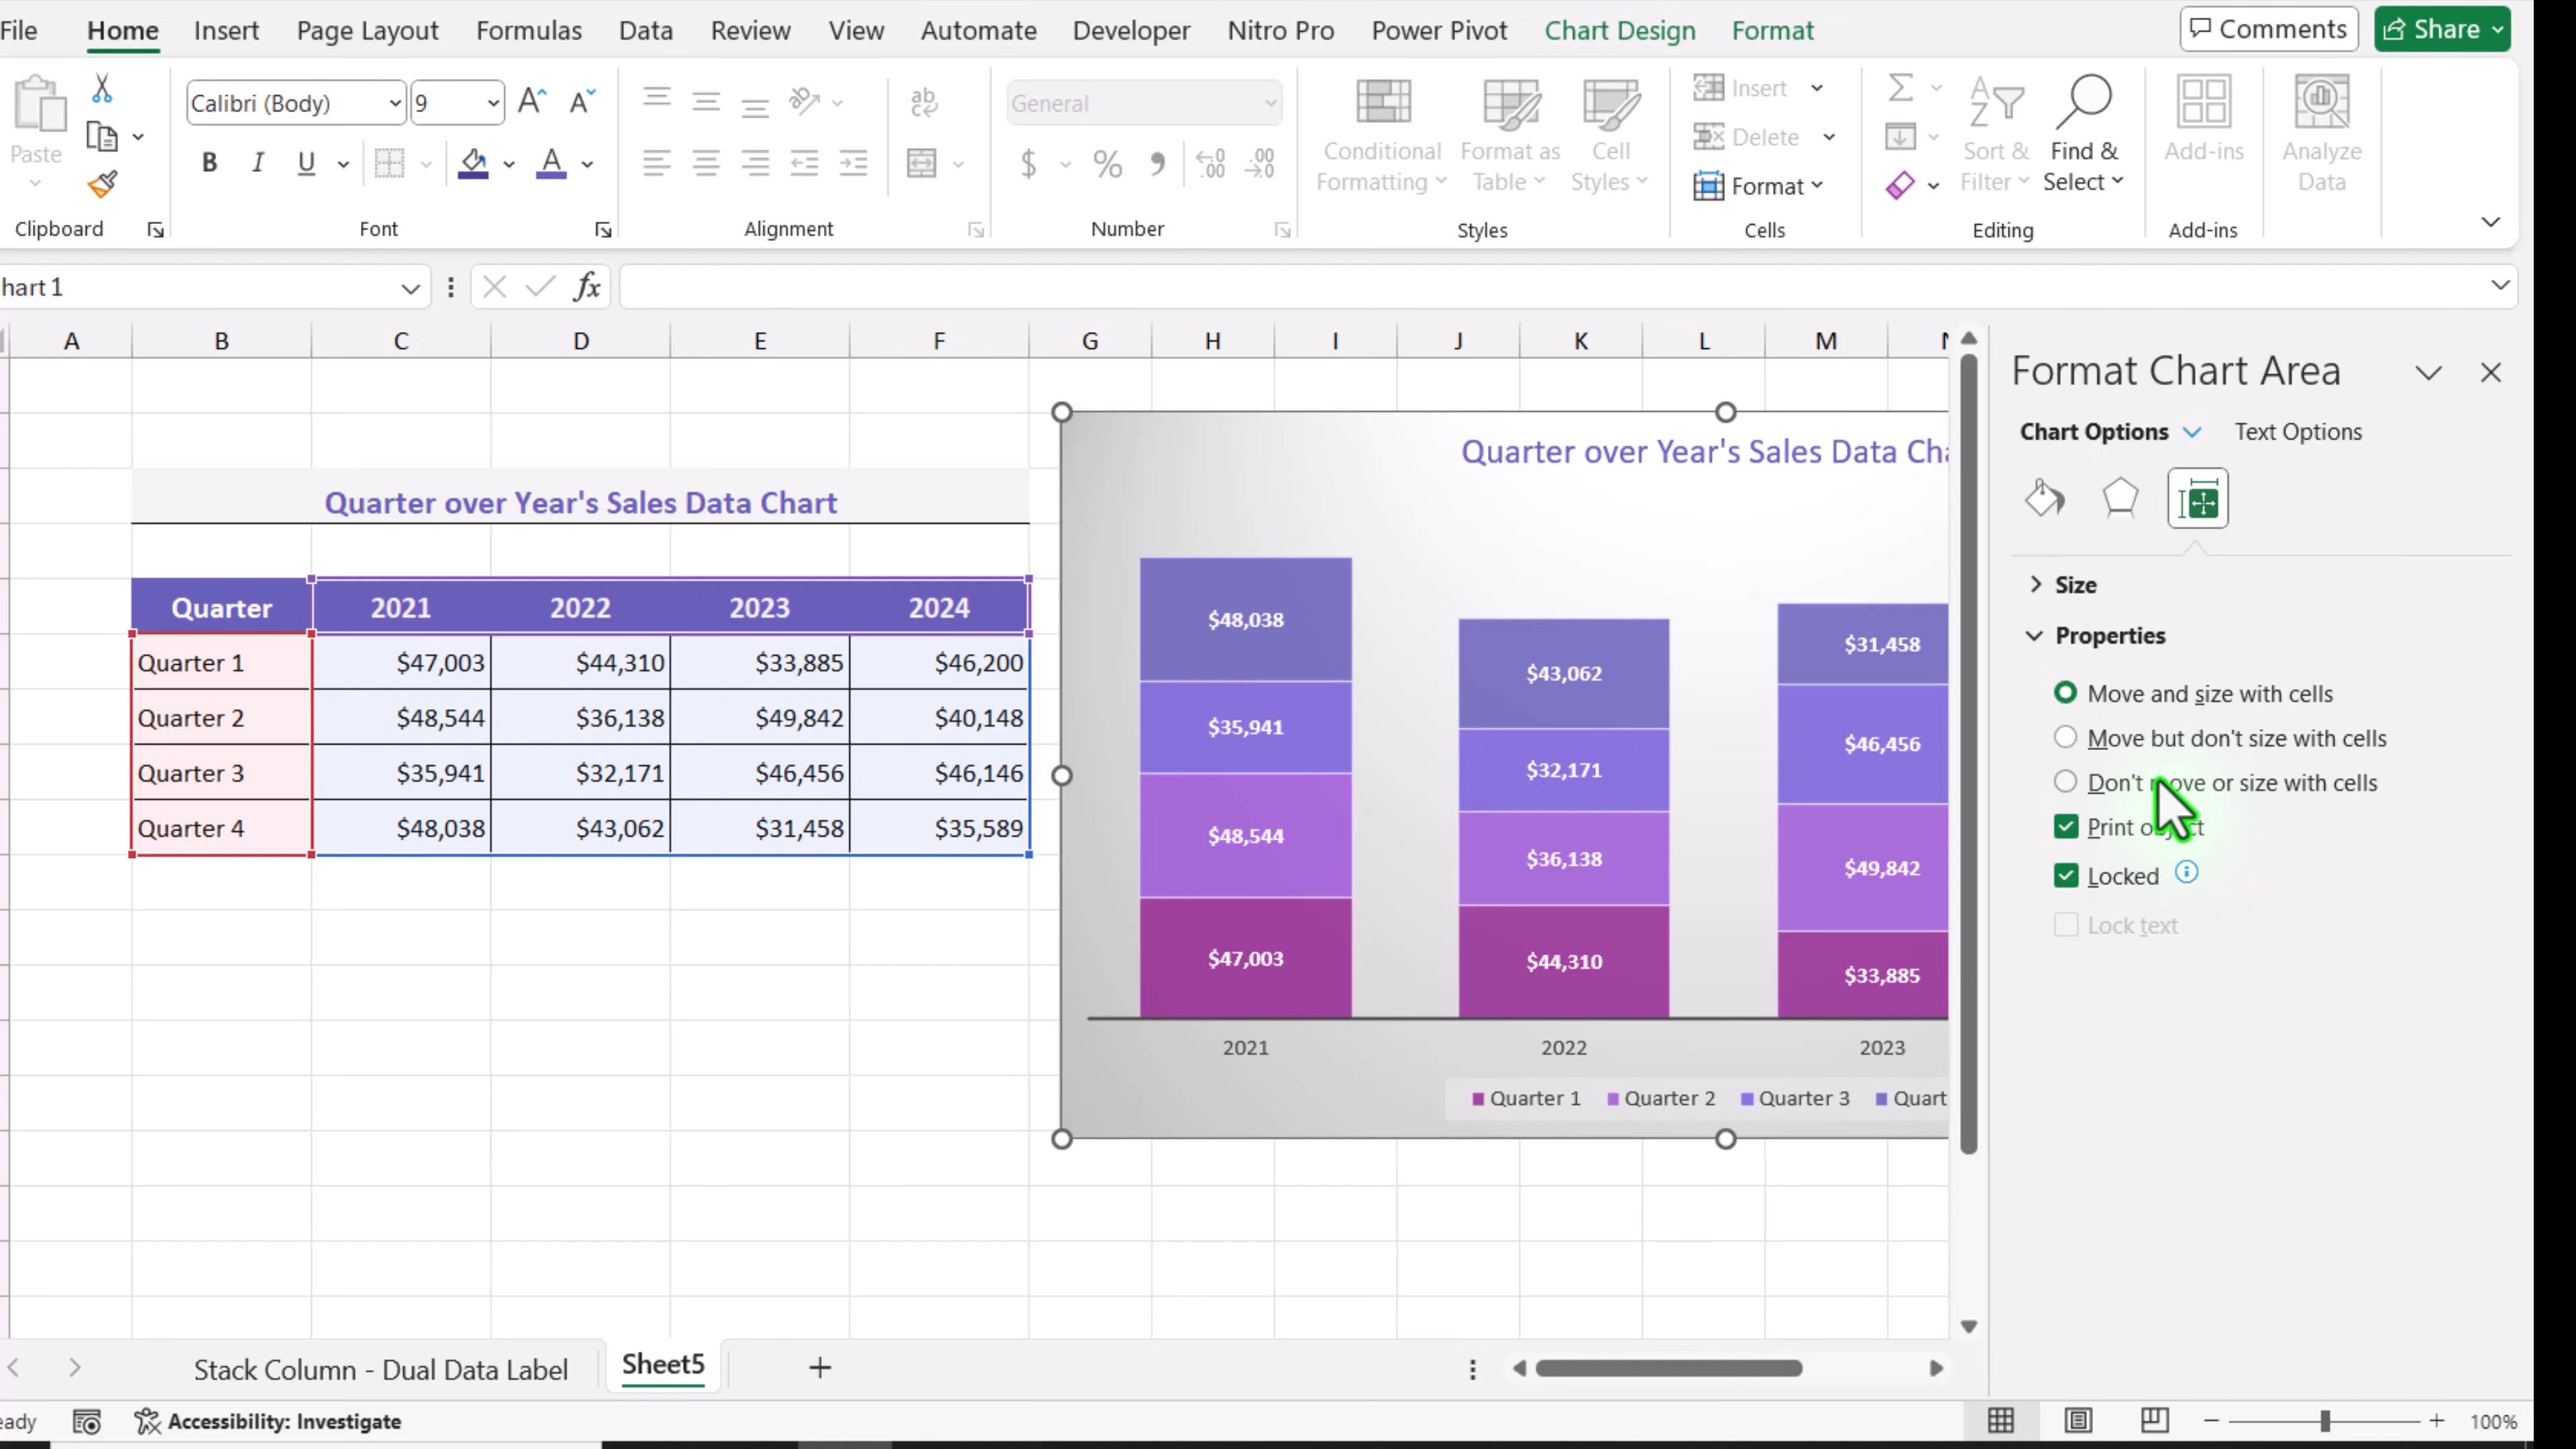 File Home Insert Page Layout Formulas Data Review View Automate Developer Nitro Pro Power Pivot Chart Design Format Comments Share
Calibri (Body) 9 General Insert
Paste Conditional Formatting Format as Table Cell Styles Delete Sort & Filter Find & Select Add-ins Analyze Data
B I U $ % Format
Clipboard Font Alignment Number Styles Cells Editing Add-ins
hart 1 fx
A B C D E F G H I J K L M
Quarter over Year's Sales Data Chart
Quarter 2021 2022 2023 2024
Quarter 1 $47,003 $44,310 $33,885 $46,200
Quarter 2 $48,544 $36,138 $49,842 $40,148
Quarter 3 $35,941 $32,171 $46,456 $46,146
Quarter 4 $48,038 $43,062 $31,458 $35,589
Quarter over Year's Sales Data Cha
$48,038 $43,062 $31,458
$35,941 $32,171 $46,456
$48,544 $36,138 $49,842
$47,003 $44,310 $33,885
2021 2022 2023
Quarter 1 Quarter 2 Quarter 3 Quart
Format Chart Area
Chart Options Text Options
Size
Properties
Move and size with cells
Move but don't size with cells
Don't move or size with cells
Print object
Locked
Lock text
Stack Column - Dual Data Label Sheet5
eady Accessibility: Investigate 100%